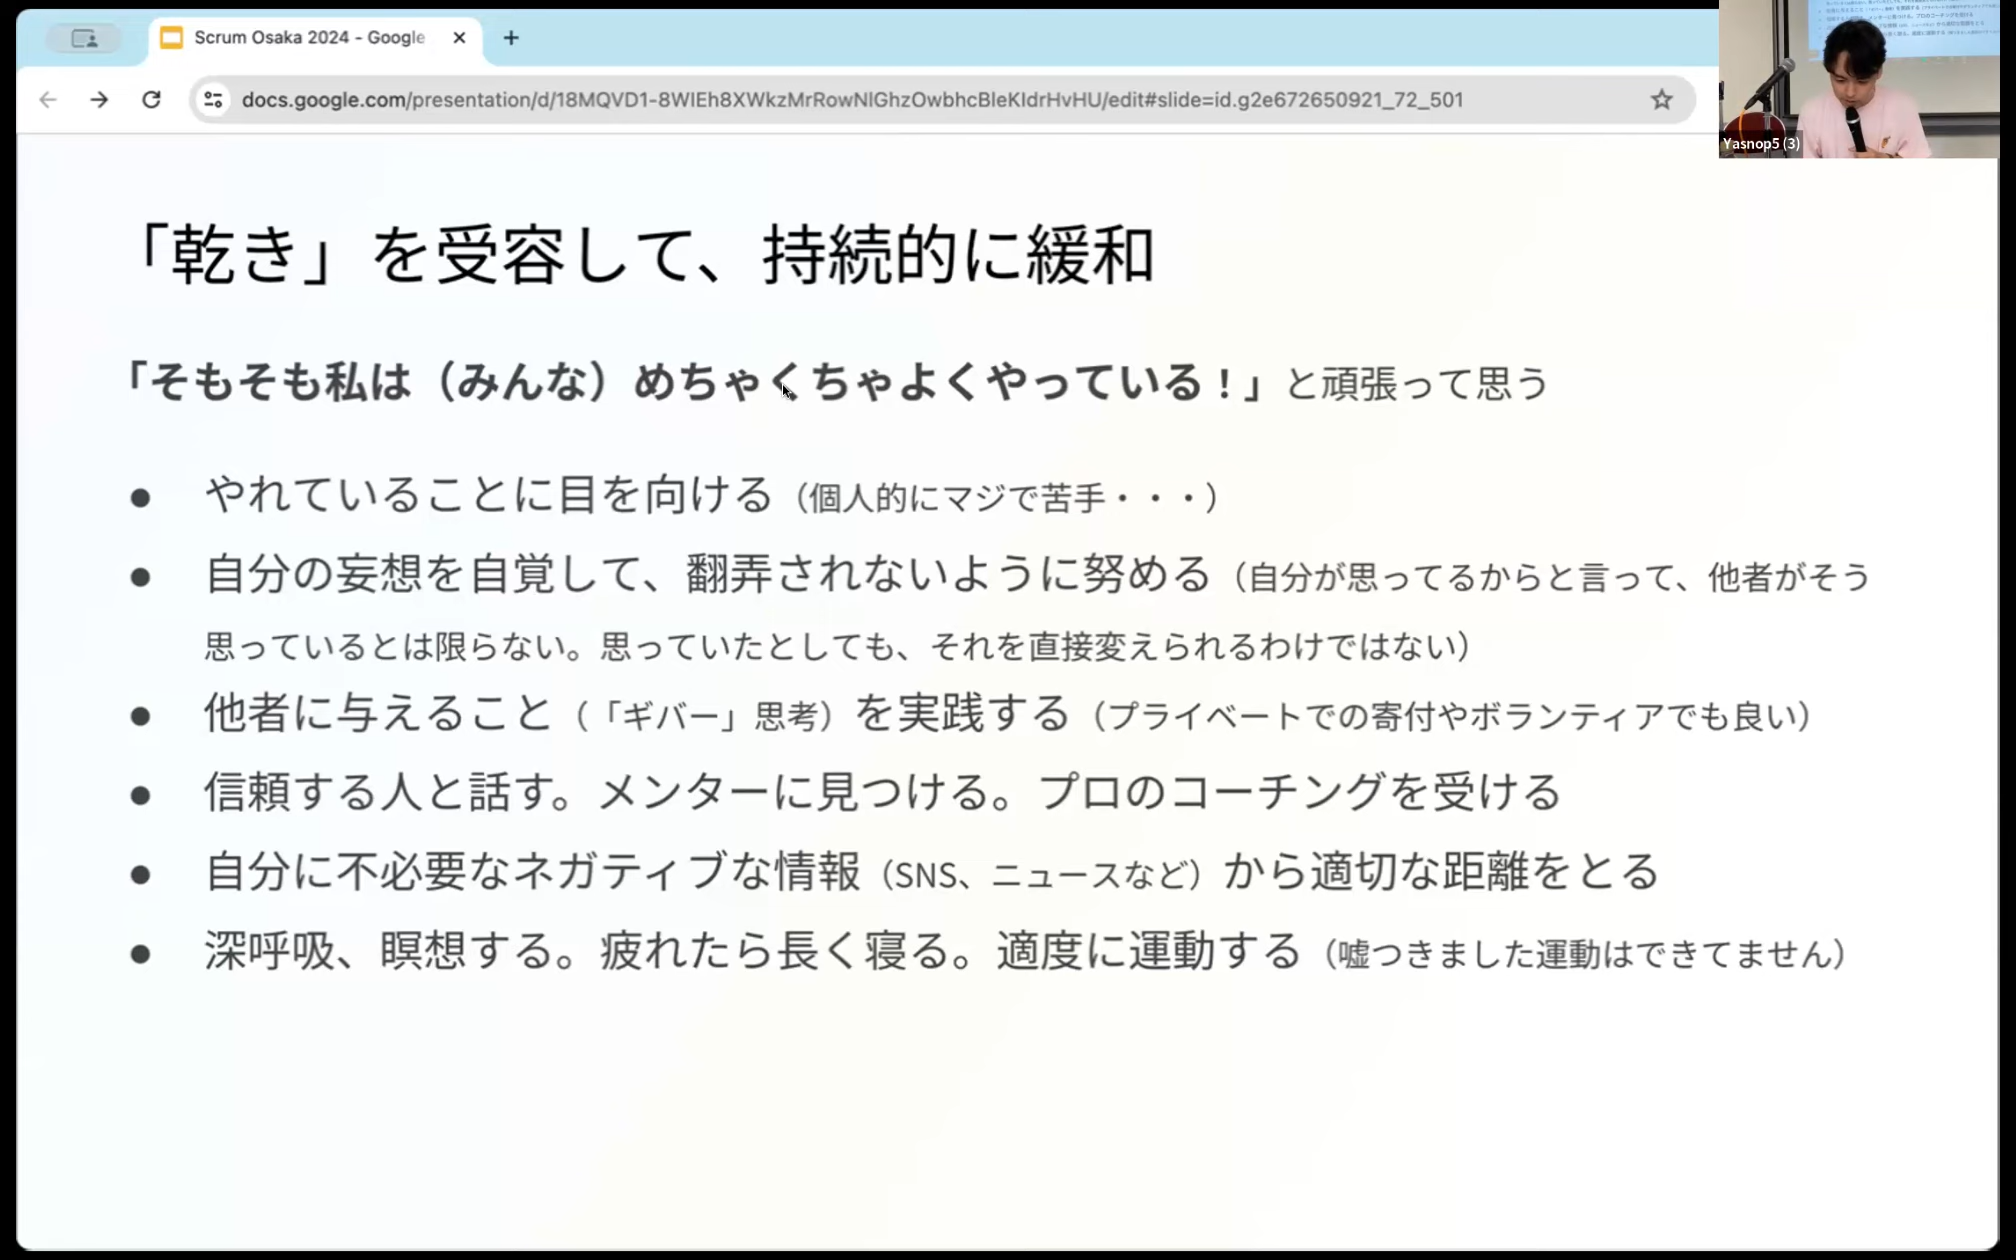 Scrum Osaka 2024 - Google
docs.google.com/presentation/d/18MQVD1-8WIEh8XWkzMrRowNlGhzOwbhcBleKIdrHvHU/edit#slide=id.g2e672650921_72_501
Yasnop5 (3)
「乾き」を受容して、持続的に緩和
「そもそも私は（みんな）めちゃくちゃよくやっている！」と頑張って思う
● やれていることに目を向ける（個人的にマジで苦手・・・）
● 自分の妄想を自覚して、翻弄されないように努める（自分が思ってるからと言って、他者がそう
思っているとは限らない。思っていたとしても、それを直接変えられるわけではない）
● 他者に与えること（「ギバー」思考）を実践する（プライベートでの寄付やボランティアでも良い）
● 信頼する人と話す。メンターに見つける。プロのコーチングを受ける
● 自分に不必要なネガティブな情報（SNS、ニュースなど）から適切な距離をとる
● 深呼吸、瞑想する。疲れたら長く寝る。適度に運動する（嘘つきました運動はできてません）